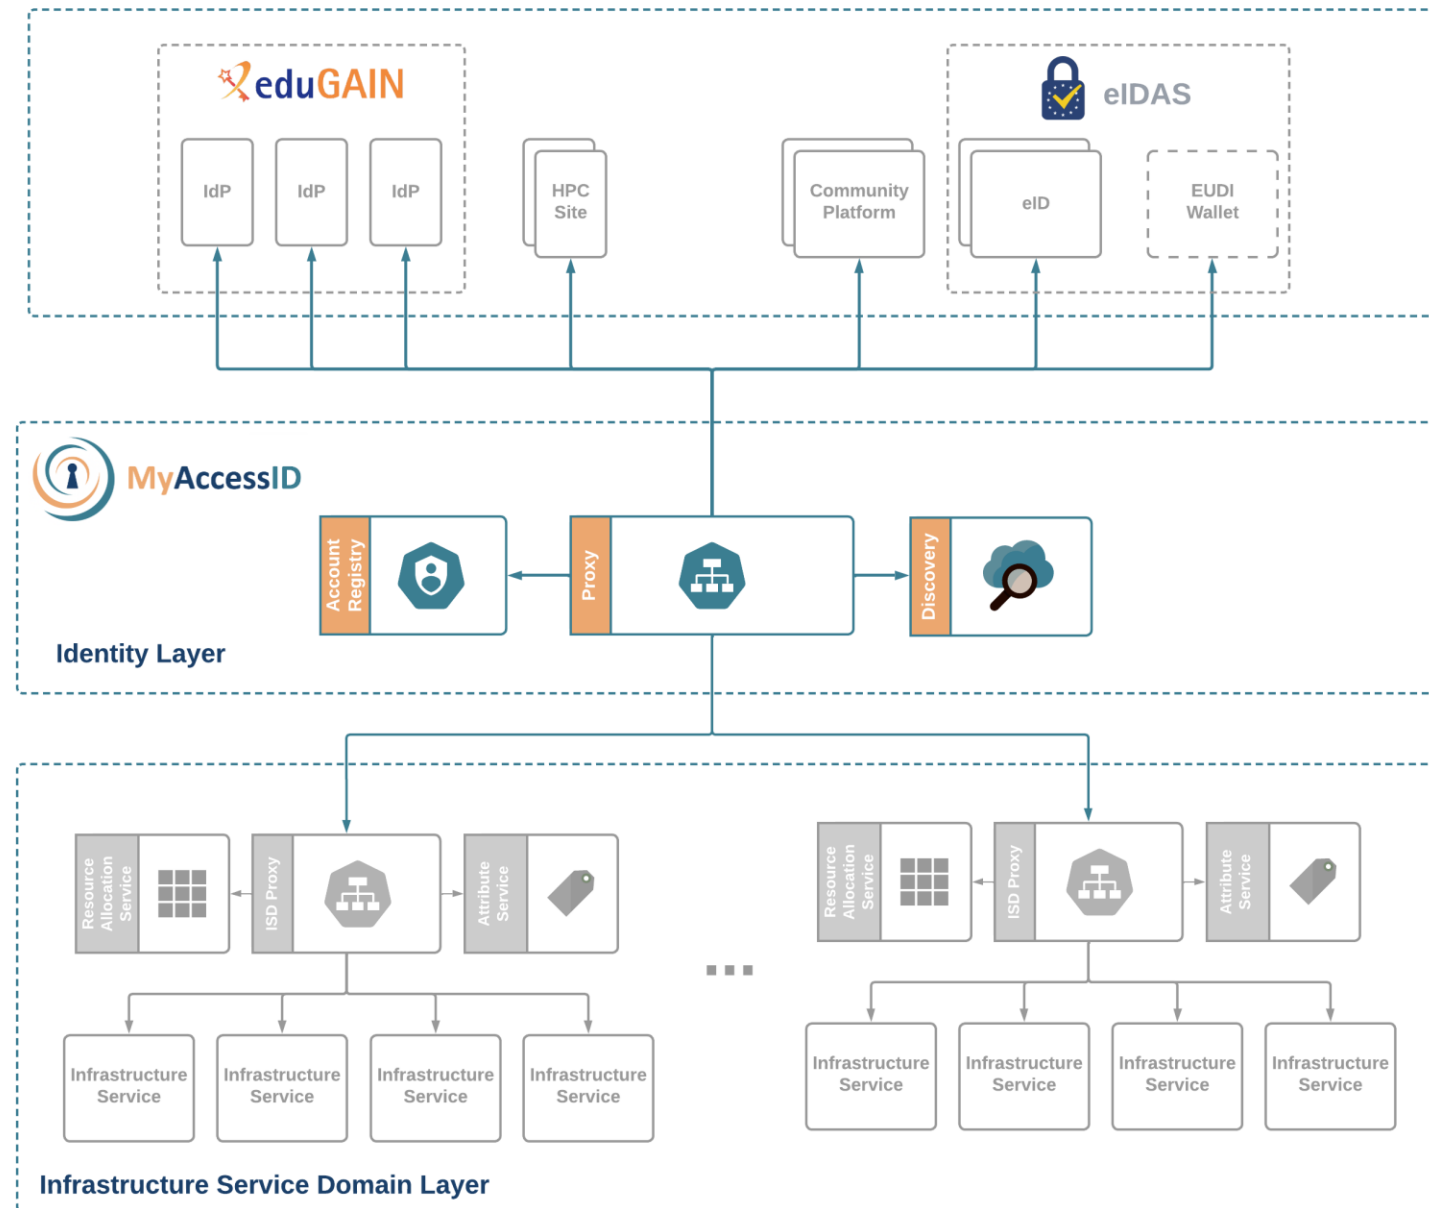 eduGAIN
eIDAS
IdP
IdP
IdP
HPC
Site
Community
Platform
eID
EUDI
Wallet
MyAccessID
Account
Registry
Proxy
Discovery
Identity Layer
Resource
Allocation
Service
ISD Proxy
Attribute
Service
Resource
Allocation
Service
ISD Proxy
Attribute
Service
Infrastructure
Service
Infrastructure
Service
Infrastructure
Service
Infrastructure
Service
Infrastructure
Service
Infrastructure
Service
Infrastructure
Service
Infrastructure
Service
Infrastructure Service Domain Layer